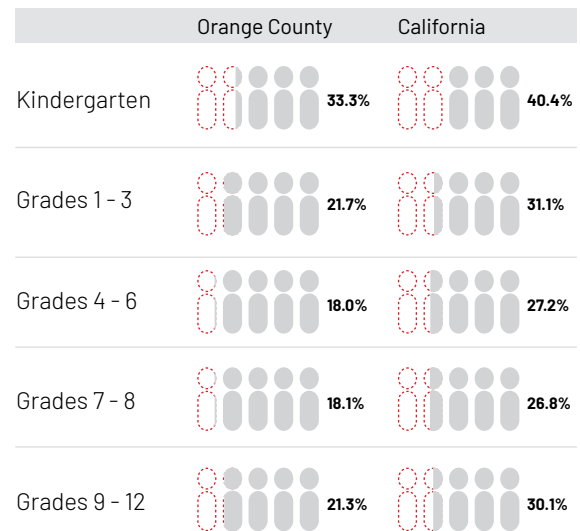 Orange County California
Kindergarten 33.3% 40.4%
Grades 1 - 3 21.7% 31.1%
Grades 4 - 6 18.0% 27.2%
Grades 7 - 8 18.1% 26.8%
Grades 9 - 12 21.3% 30.1%